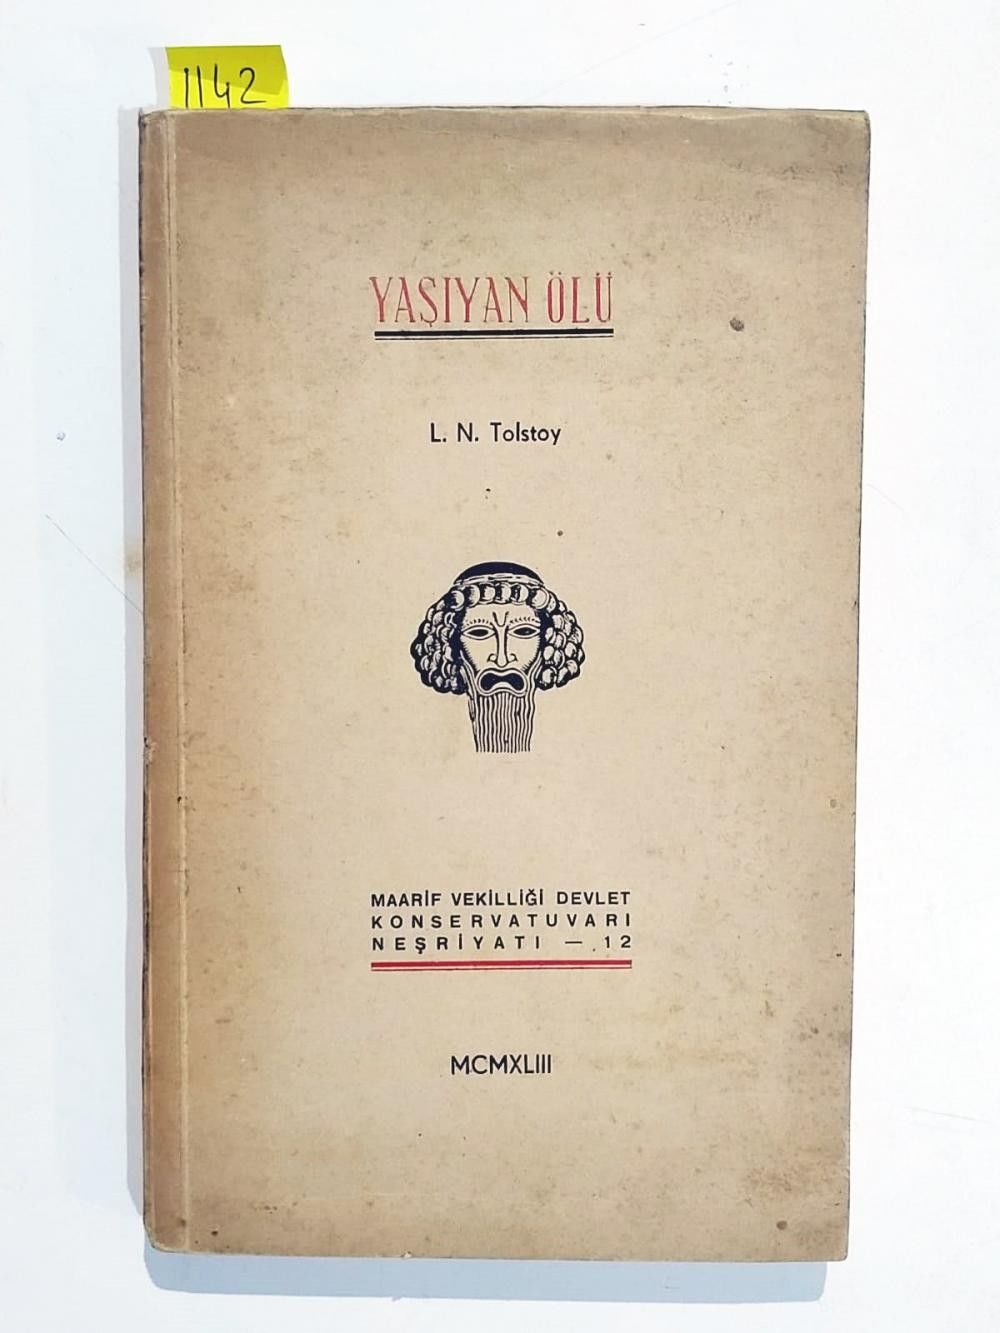 1142
YAŞIYAN ÖLÜ
L. N. Tolstoy
MAARİF VEKİLLİĞİ DEVLET
KONSERVATUVARI
NEŞRİYATI — 12
MCMXLIII